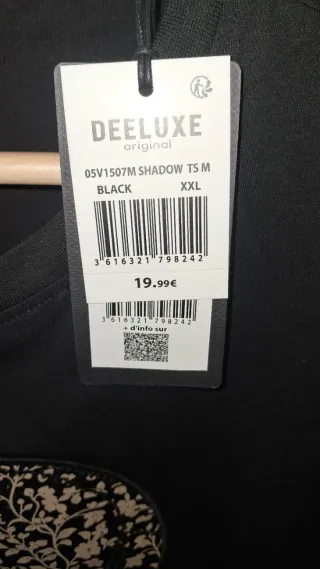 DEELUXE
original
05V1507M SHADOW TS M
BLACK XXL
3 616321 798242
19.99€
3 616321 798242
+ d'info sur